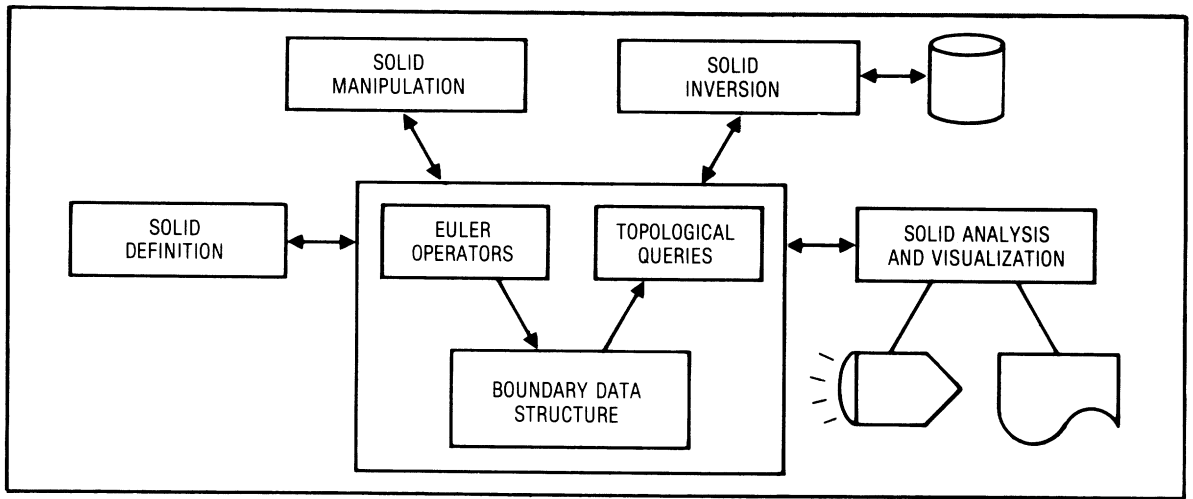 SOLID
MANIPULATION
SOLID
INVERSION
SOLID
DEFINITION
EULER
OPERATORS
TOPOLOGICAL
QUERIES
SOLID ANALYSIS
AND VISUALIZATION
BOUNDARY DATA
STRUCTURE